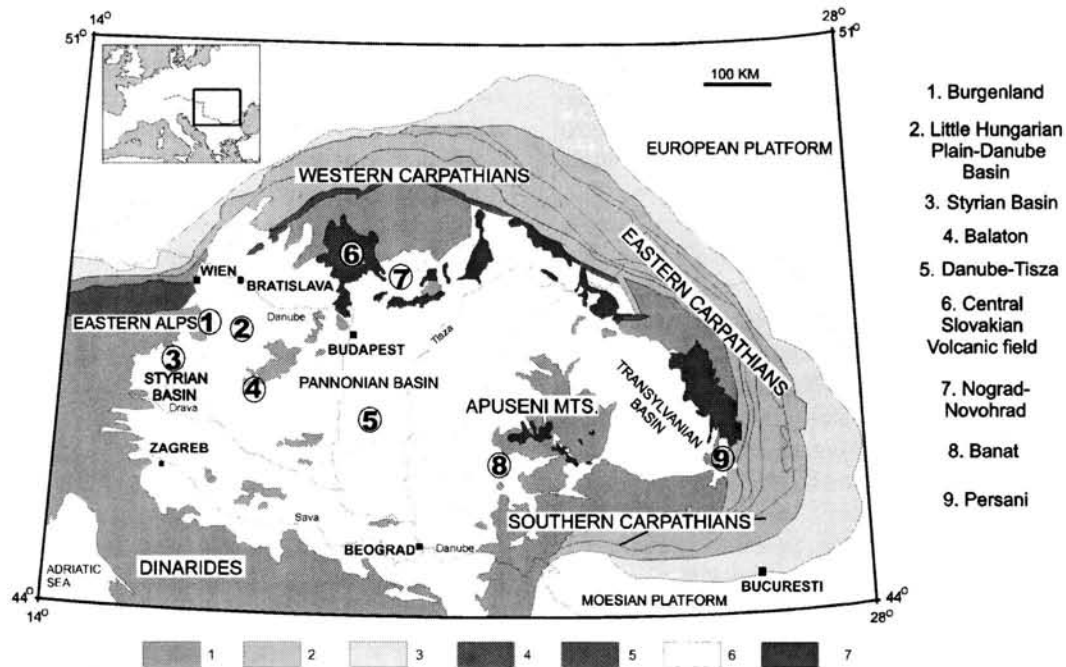 14°
28°
51°
51°
100 KM
EUROPEAN PLATFORM
WESTERN CARPATHIANS
EASTERN CARPATHIANS
6
7
WIEN
BRATISLAVA
EASTERN ALPS
1
2
Danube
Tisza
BUDAPEST
3
STYRIAN
BASIN
4
PANNONIAN BASIN
5
Drava
APUSENI MTS.
TRANSYLVANIAN
BASIN
ZAGREB
8
9
Sava
SOUTHERN CARPATHIANS
BEOGRAD
Danube
DINARIDES
ADRIATIC
SEA
MOESIAN PLATFORM
BUCURESTI
44°
44°
14°
28°
1. Burgenland
2. Little Hungarian
Plain-Danube
Basin
3. Styrian Basin
4. Balaton
5. Danube-Tisza
6. Central
Slovakian
Volcanic field
7. Nograd-
Novohrad
8. Banat
9. Persani
1 2 3 4 5 6 7